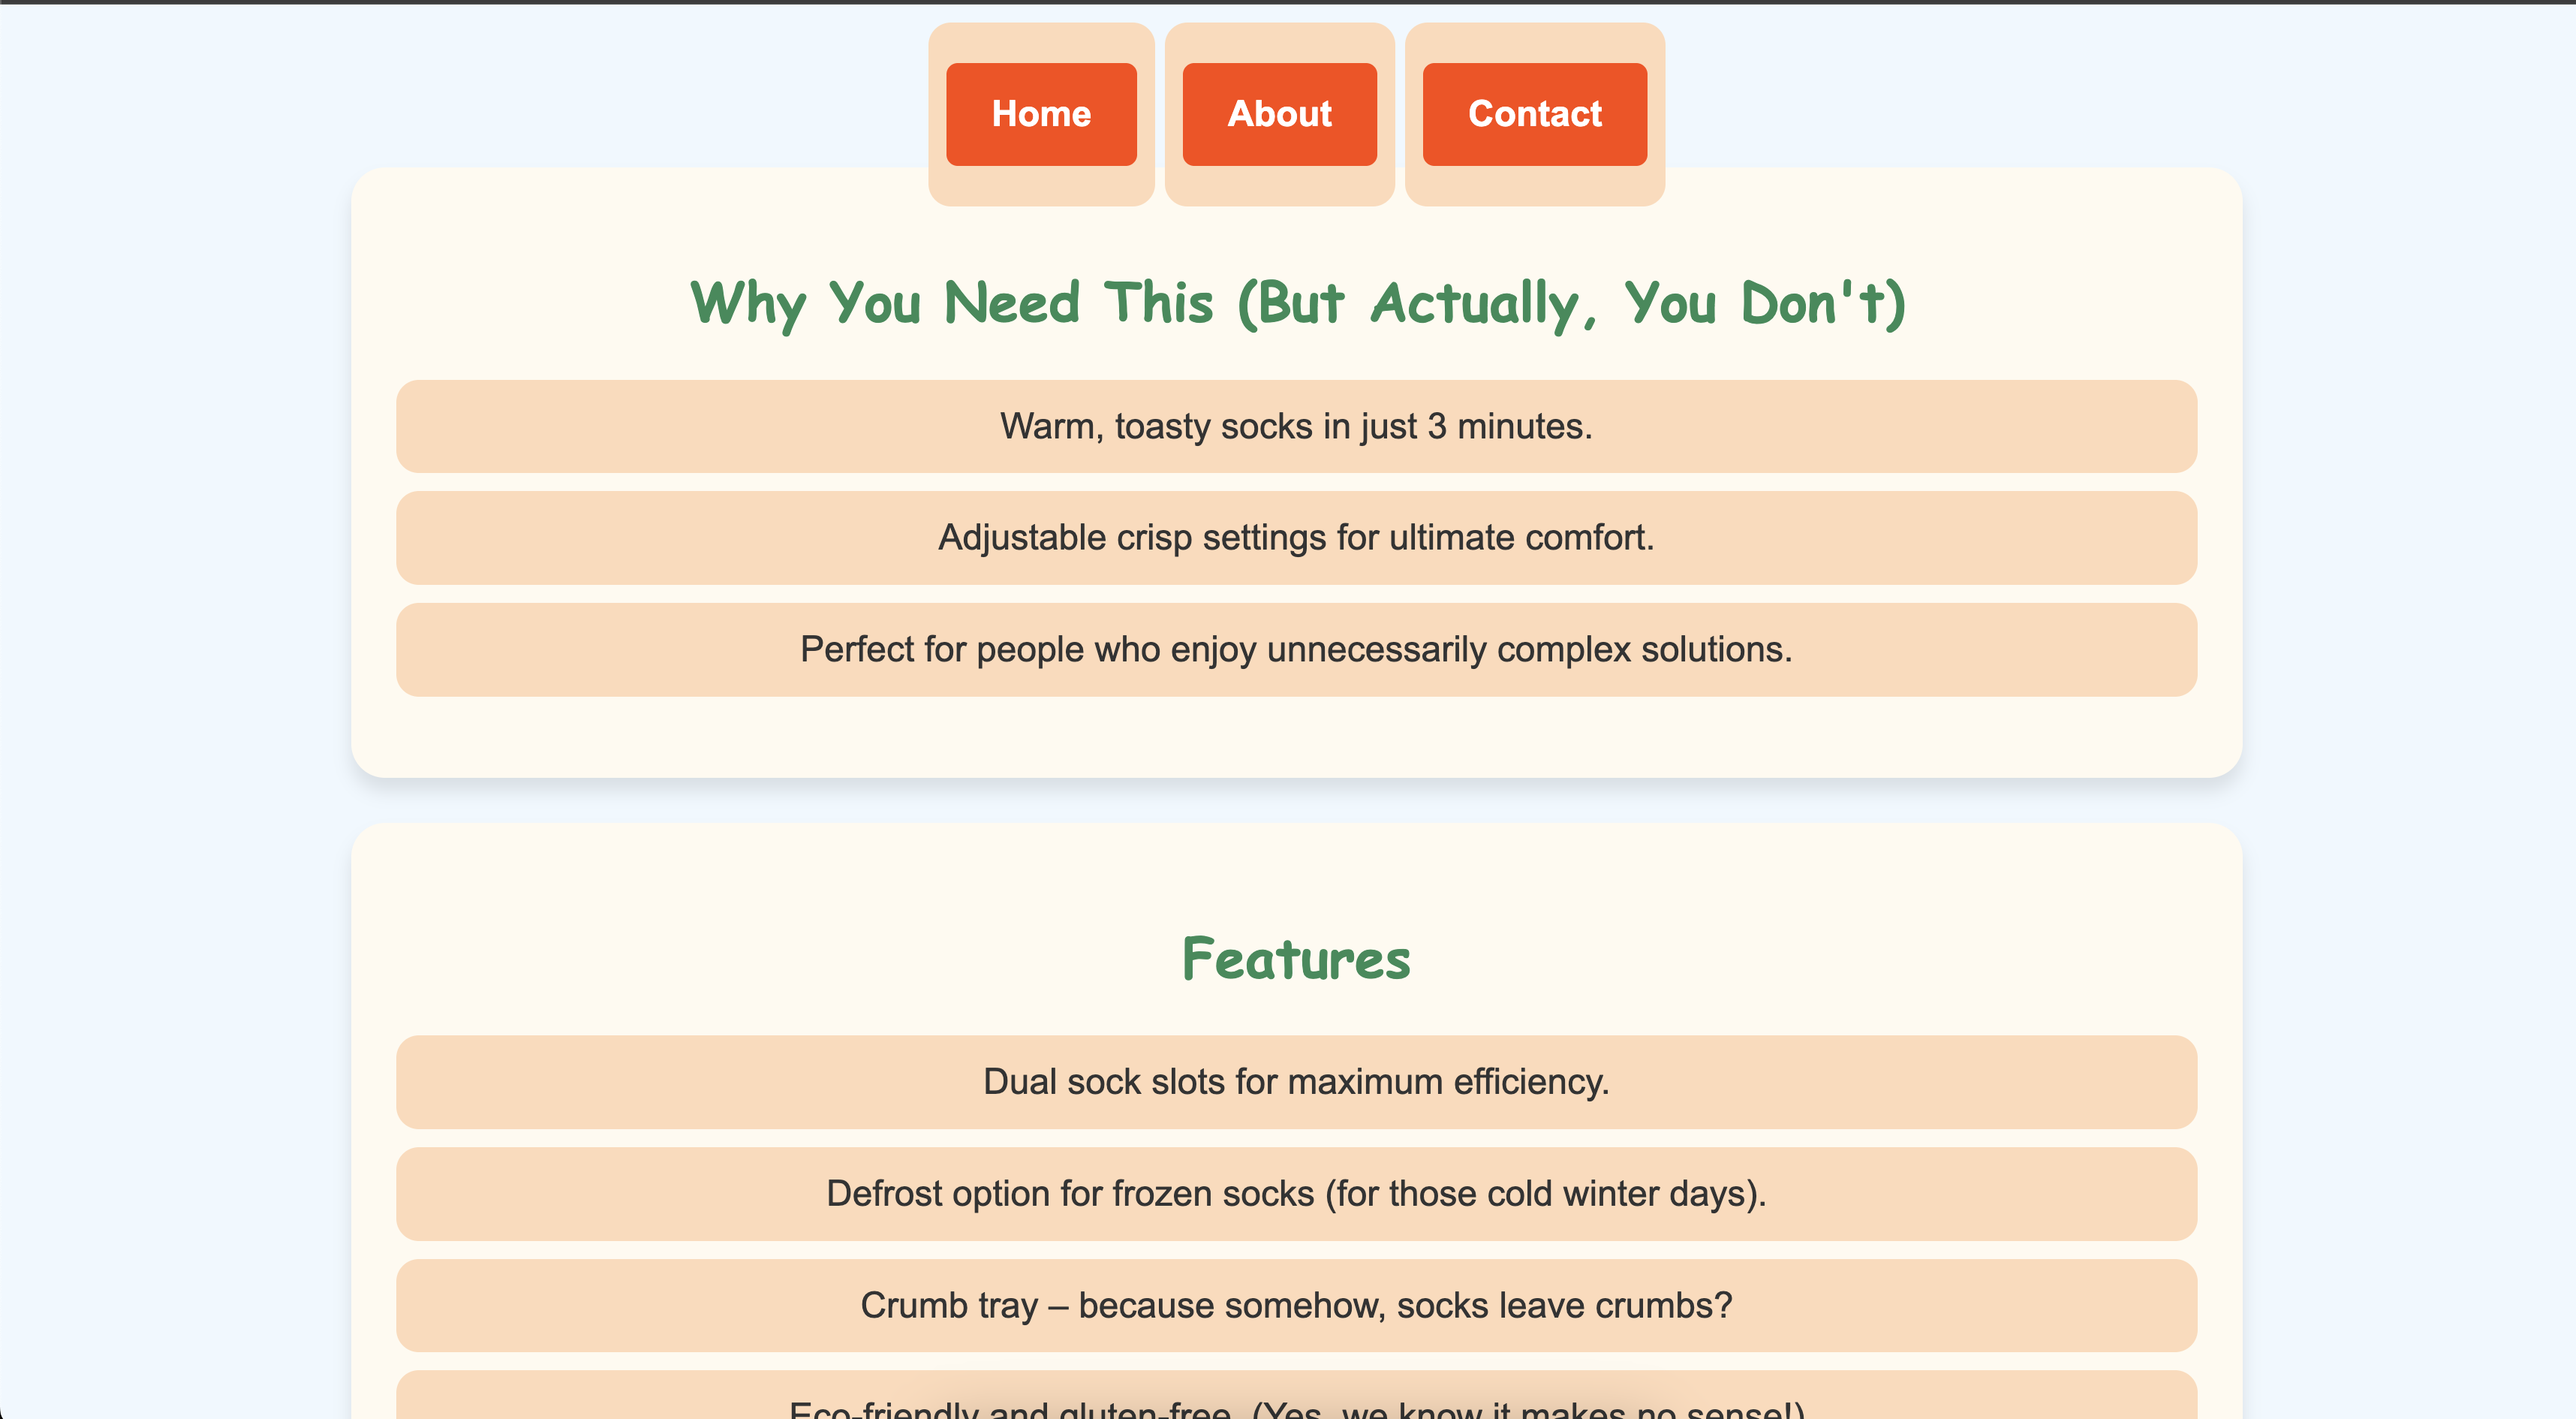 Home
About
Contact
Why You Need This (But Actually, You Don't)
Warm, toasty socks in just 3 minutes.
Adjustable crisp settings for ultimate comfort.
Perfect for people who enjoy unnecessarily complex solutions.
Features
Dual sock slots for maximum efficiency.
Defrost option for frozen socks (for those cold winter days).
Crumb tray – because somehow, socks leave crumbs?
Eco-friendly and gluten-free. (Yes, we know it makes no sense!)